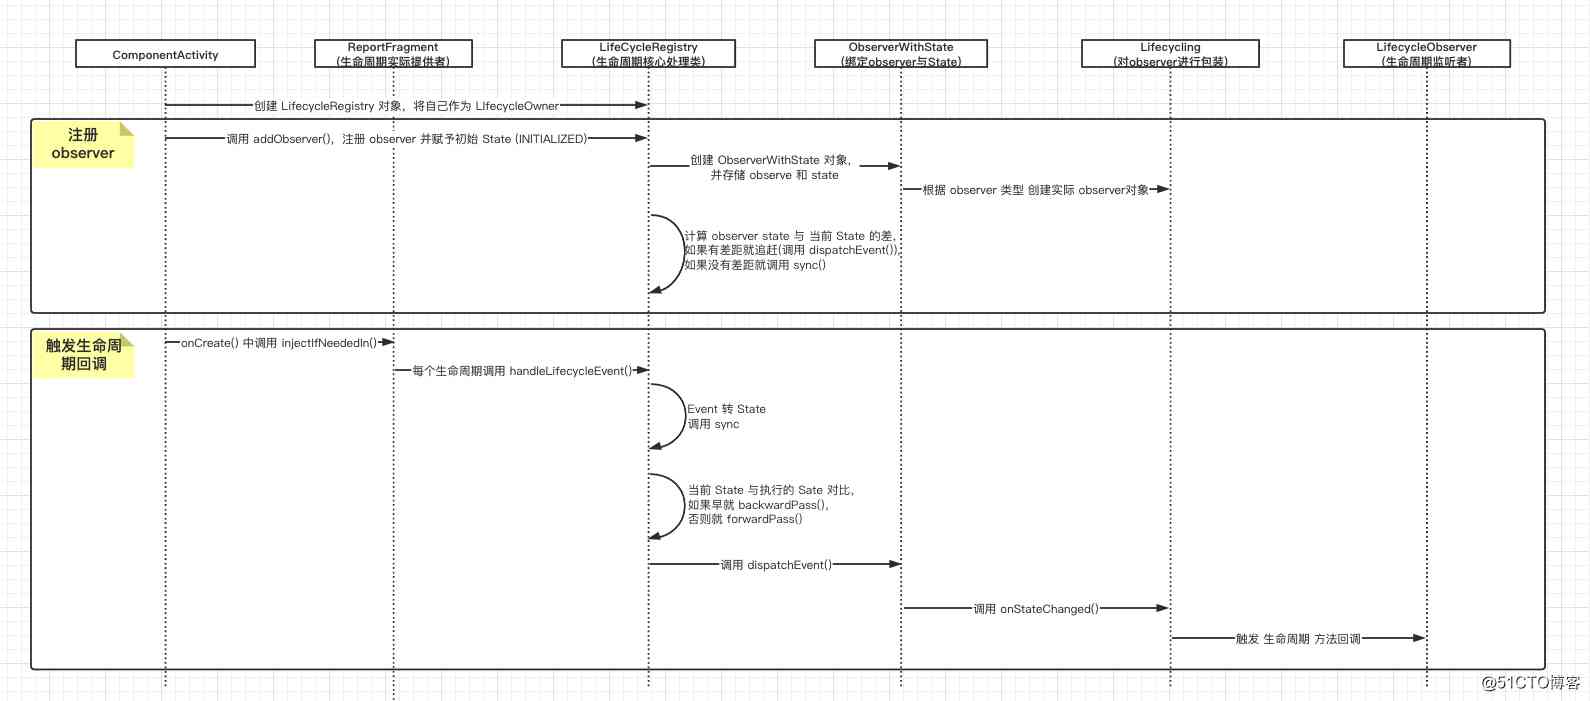 ComponentActivity
ReportFragment
(生命周期实际提供者)
LifeCycleRegistry
(生命周期核心处理类)
ObserverWithState
(绑定observer与State)
Lifecycling
(对observer进行包装)
LifecycleObserver
(生命周期监听者)
创建 LifecycleRegistry 对象，将自己作为 LIfecycleOwner
注册
observer
调用 addObserver()，注册 observer 并赋予初始 State (INITIALIZED)
创建 ObserverWithState 对象，
并存储 observe 和 state
根据 observer 类型 创建实际 observer对象
计算 observer state 与 当前 State 的差，
如果有差距就追赶(调用 dispatchEvent()),
如果没有差距就调用 sync()
触发生命周
期回调
onCreate() 中调用 injectIfNeededIn()
每个生命周期调用 handleLifecycleEvent()
Event 转 State
调用 sync
当前 State 与执行的 Sate 对比，
如果早就 backwardPass()，
否则就 forwardPass()
调用 dispatchEvent()
调用 onStateChanged()
触发 生命周期 方法回调
@51CTO博客